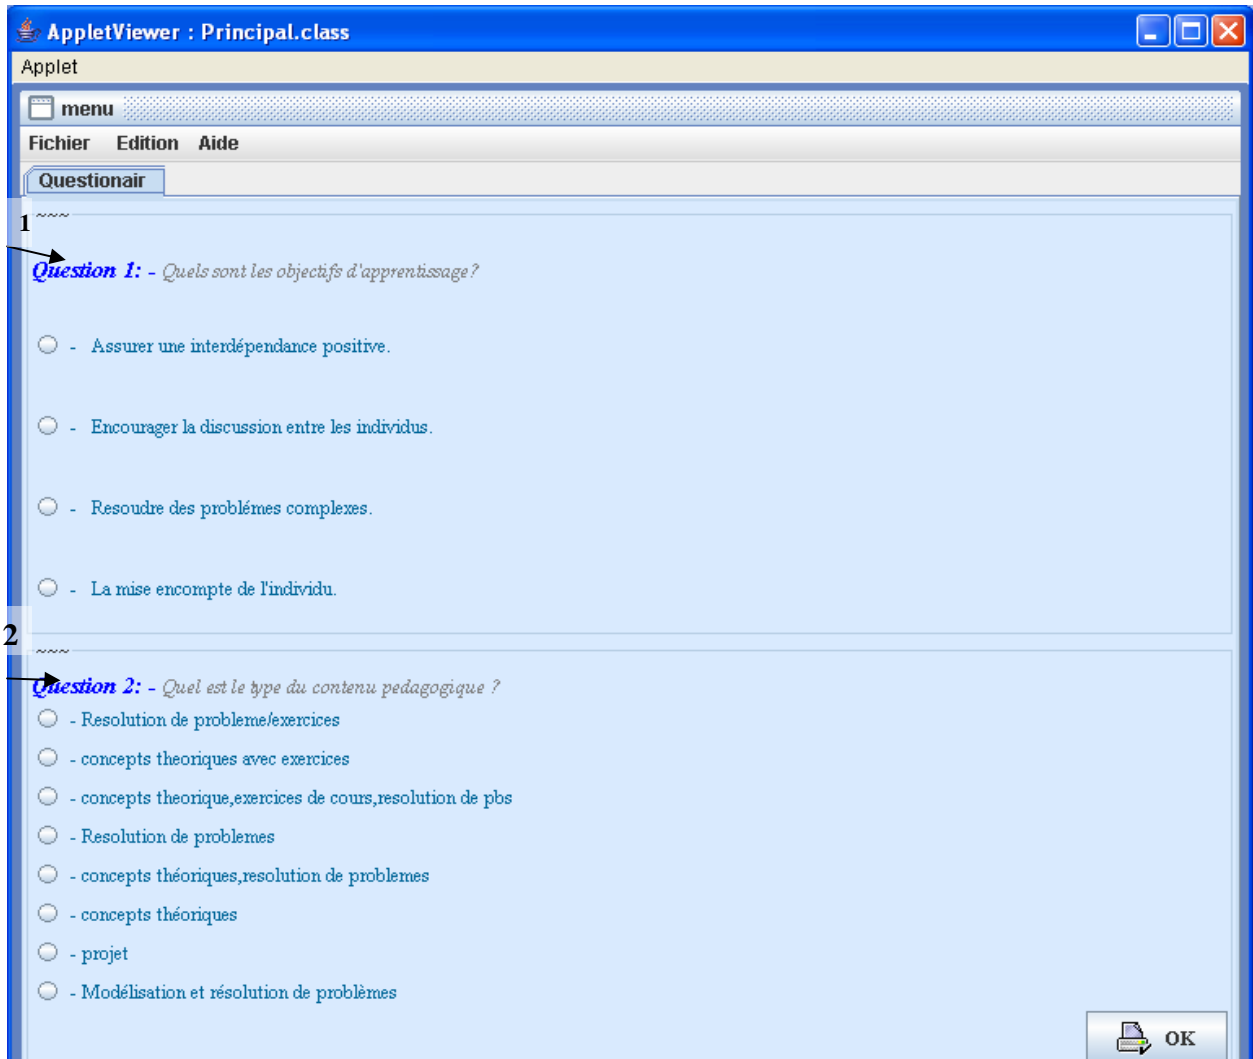 AppletViewer : Principal.class
Applet
menu
Fichier Edition Aide
Questionair
1
~~~
Question 1: - Quels sont les objectifs d'apprentissage?
- Assurer une interdépendance positive.
- Encourager la discussion entre les individus.
- Resoudre des problémes complexes.
- La mise encompte de l'individu.
2
~~~
Question 2: - Quel est le type du contenu pedagogique ?
- Resolution de probleme/exercices
- concepts theoriques avec exercices
- concepts theorique,exercices de cours,resolution de pbs
- Resolution de problemes
- concepts théoriques,resolution de problemes
- concepts théoriques
- projet
- Modélisation et résolution de problèmes
OK